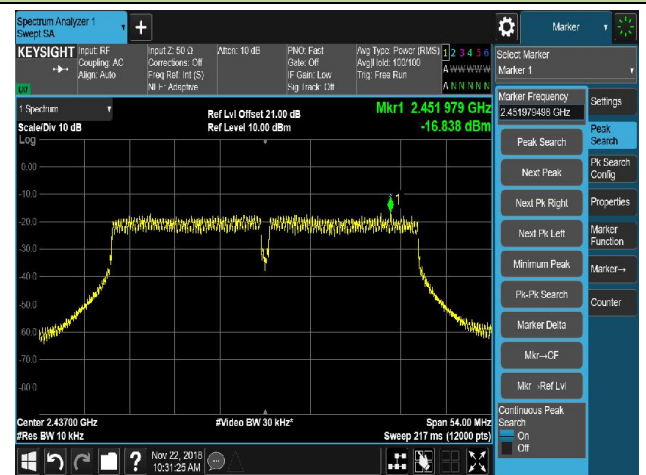 Spectrum Analyzer 1
Swept SA
+
Marker
KEYSIGHT
Input: RF
Coupling: AC
Align: Auto
Input Z: 50 Ω
Corrections: Off
Freq Ref: Int (S)
NFE: Adaptive
Atten: 10 dB
PNO: Fast
Gate: Off
IF Gain: Low
Sig Track: Off
Avg Type: Power (RMS)
Avg|Hold: 100/100
Trig: Free Run
1 2 3 4 5 6
A W W W W W
A N N N N N
Select Marker
Marker 1
1 Spectrum
Scale/Div 10 dB
Log
Ref Lvl Offset 21.00 dB
Ref Level 10.00 dBm
Mkr1 2.451 979 GHz
-16.838 dBm
0.00
-10.0
-20.0
-30.0
-40.0
-50.0
-60.0
-70.0
-80.0
1
Marker Frequency
2.451979498 GHz
Peak Search
Next Peak
Next Pk Right
Next Pk Left
Minimum Peak
Pk-Pk Search
Marker Delta
Mkr→CF
Mkr→Ref Lvl
Continuous Peak
Search
On
Off
Settings
Peak
Search
Pk Search
Config
Properties
Marker
Function
Marker→
Counter
Center 2.43700 GHz
#Res BW 10 kHz
#Video BW 30 kHz*
Span 54.00 MHz
Sweep 217 ms (12000 pts)
?
Nov 22, 2018
10:31:25 AM